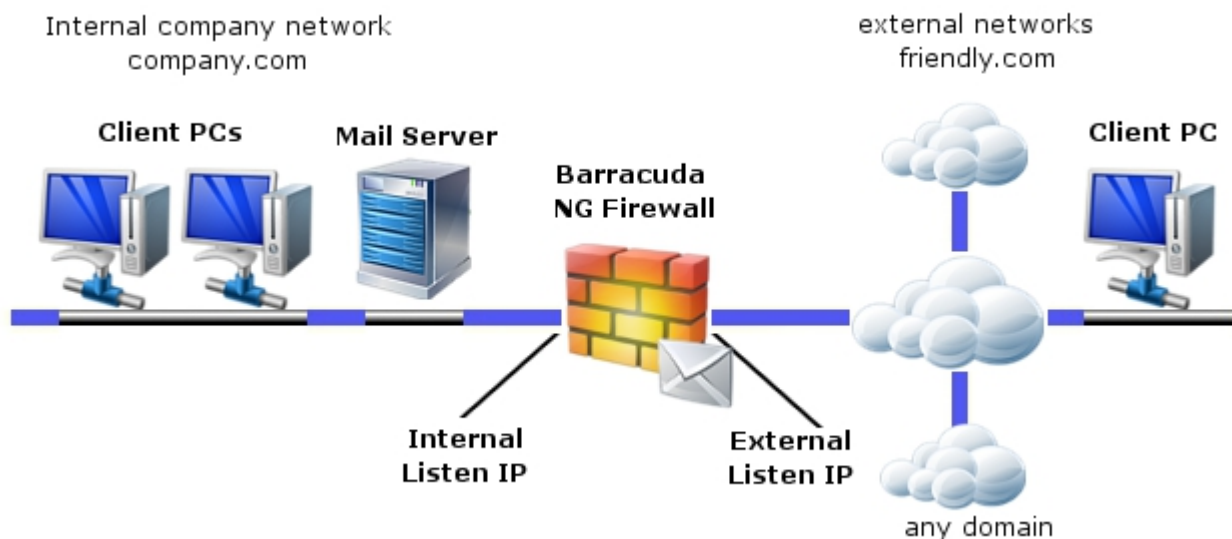 Internal company network
company.com
external networks
friendly.com
Client PCs
Mail Server
Barracuda
NG Firewall
Client PC
Internal
Listen IP
External
Listen IP
any domain